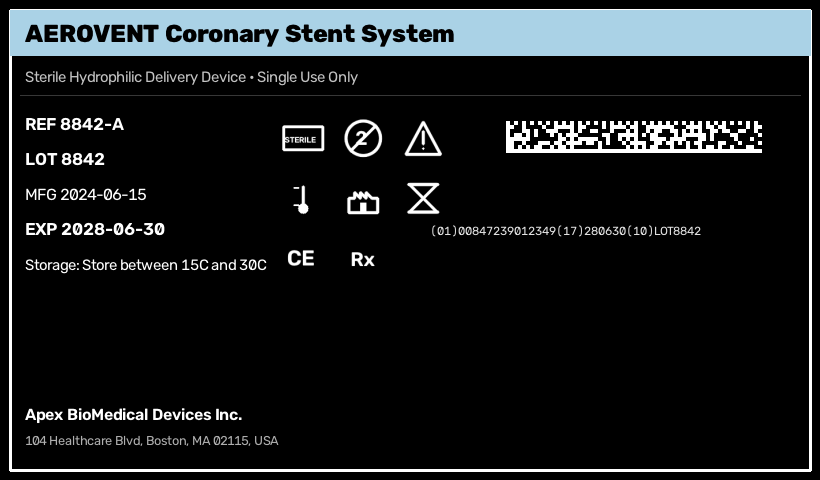 AEROVENT Coronary Stent System
Sterile Hydrophilic Delivery Device • Single Use Only
REF 8842-A
LOT 8842
MFG 2024-06-15
EXP 2028-06-30
Storage: Store between 15C and 30C
STERILE
2
CE
Rx
(01)00847239012349(17)280630(10)LOT8842
Apex BioMedical Devices Inc.
104 Healthcare Blvd, Boston, MA 02115, USA